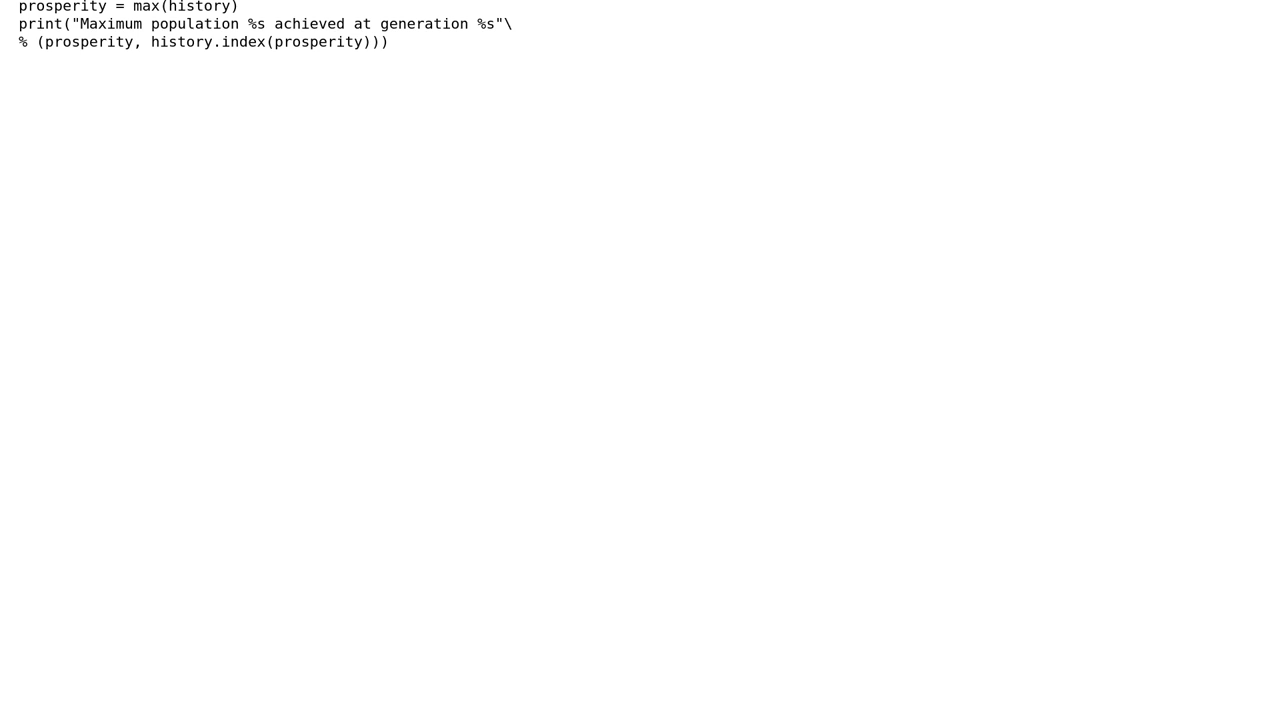 prosperity = max(history)
print("Maximum population %s achieved at generation %s"\
% (prosperity, history.index(prosperity)))